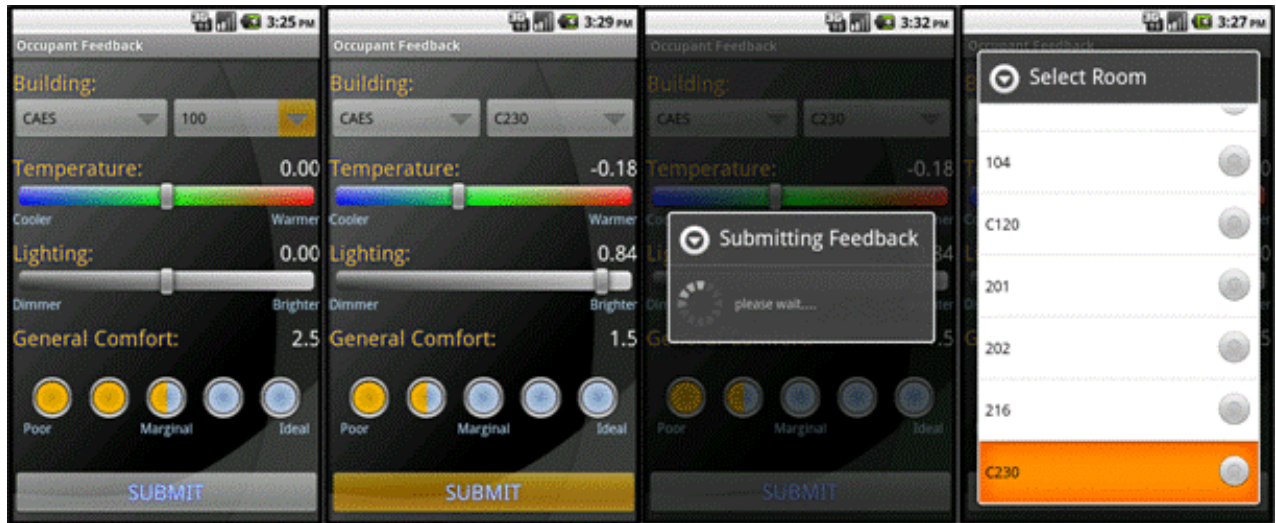 3:25 PM
Occupant Feedback
Building:
CAES 100
Temperature: 0.00
Cooler Warmer
Lighting: 0.00
Dimmer Brighter
General Comfort: 2.5
Poor Marginal Ideal
SUBMIT
3:29 PM
Occupant Feedback
Building:
CAES C230
Temperature: -0.18
Cooler Warmer
Lighting: 0.84
Dimmer Brighter
General Comfort: 1.5
Poor Marginal Ideal
SUBMIT
3:32 PM
Occupant Feedback
Building:
CAES C230
Temperature: -0.18
Submitting Feedback
please wait....
Poor Marginal Ideal
SUBMIT
3:27 PM
Occupant Feedback
Select Room
104
C120
201
202
216
C230